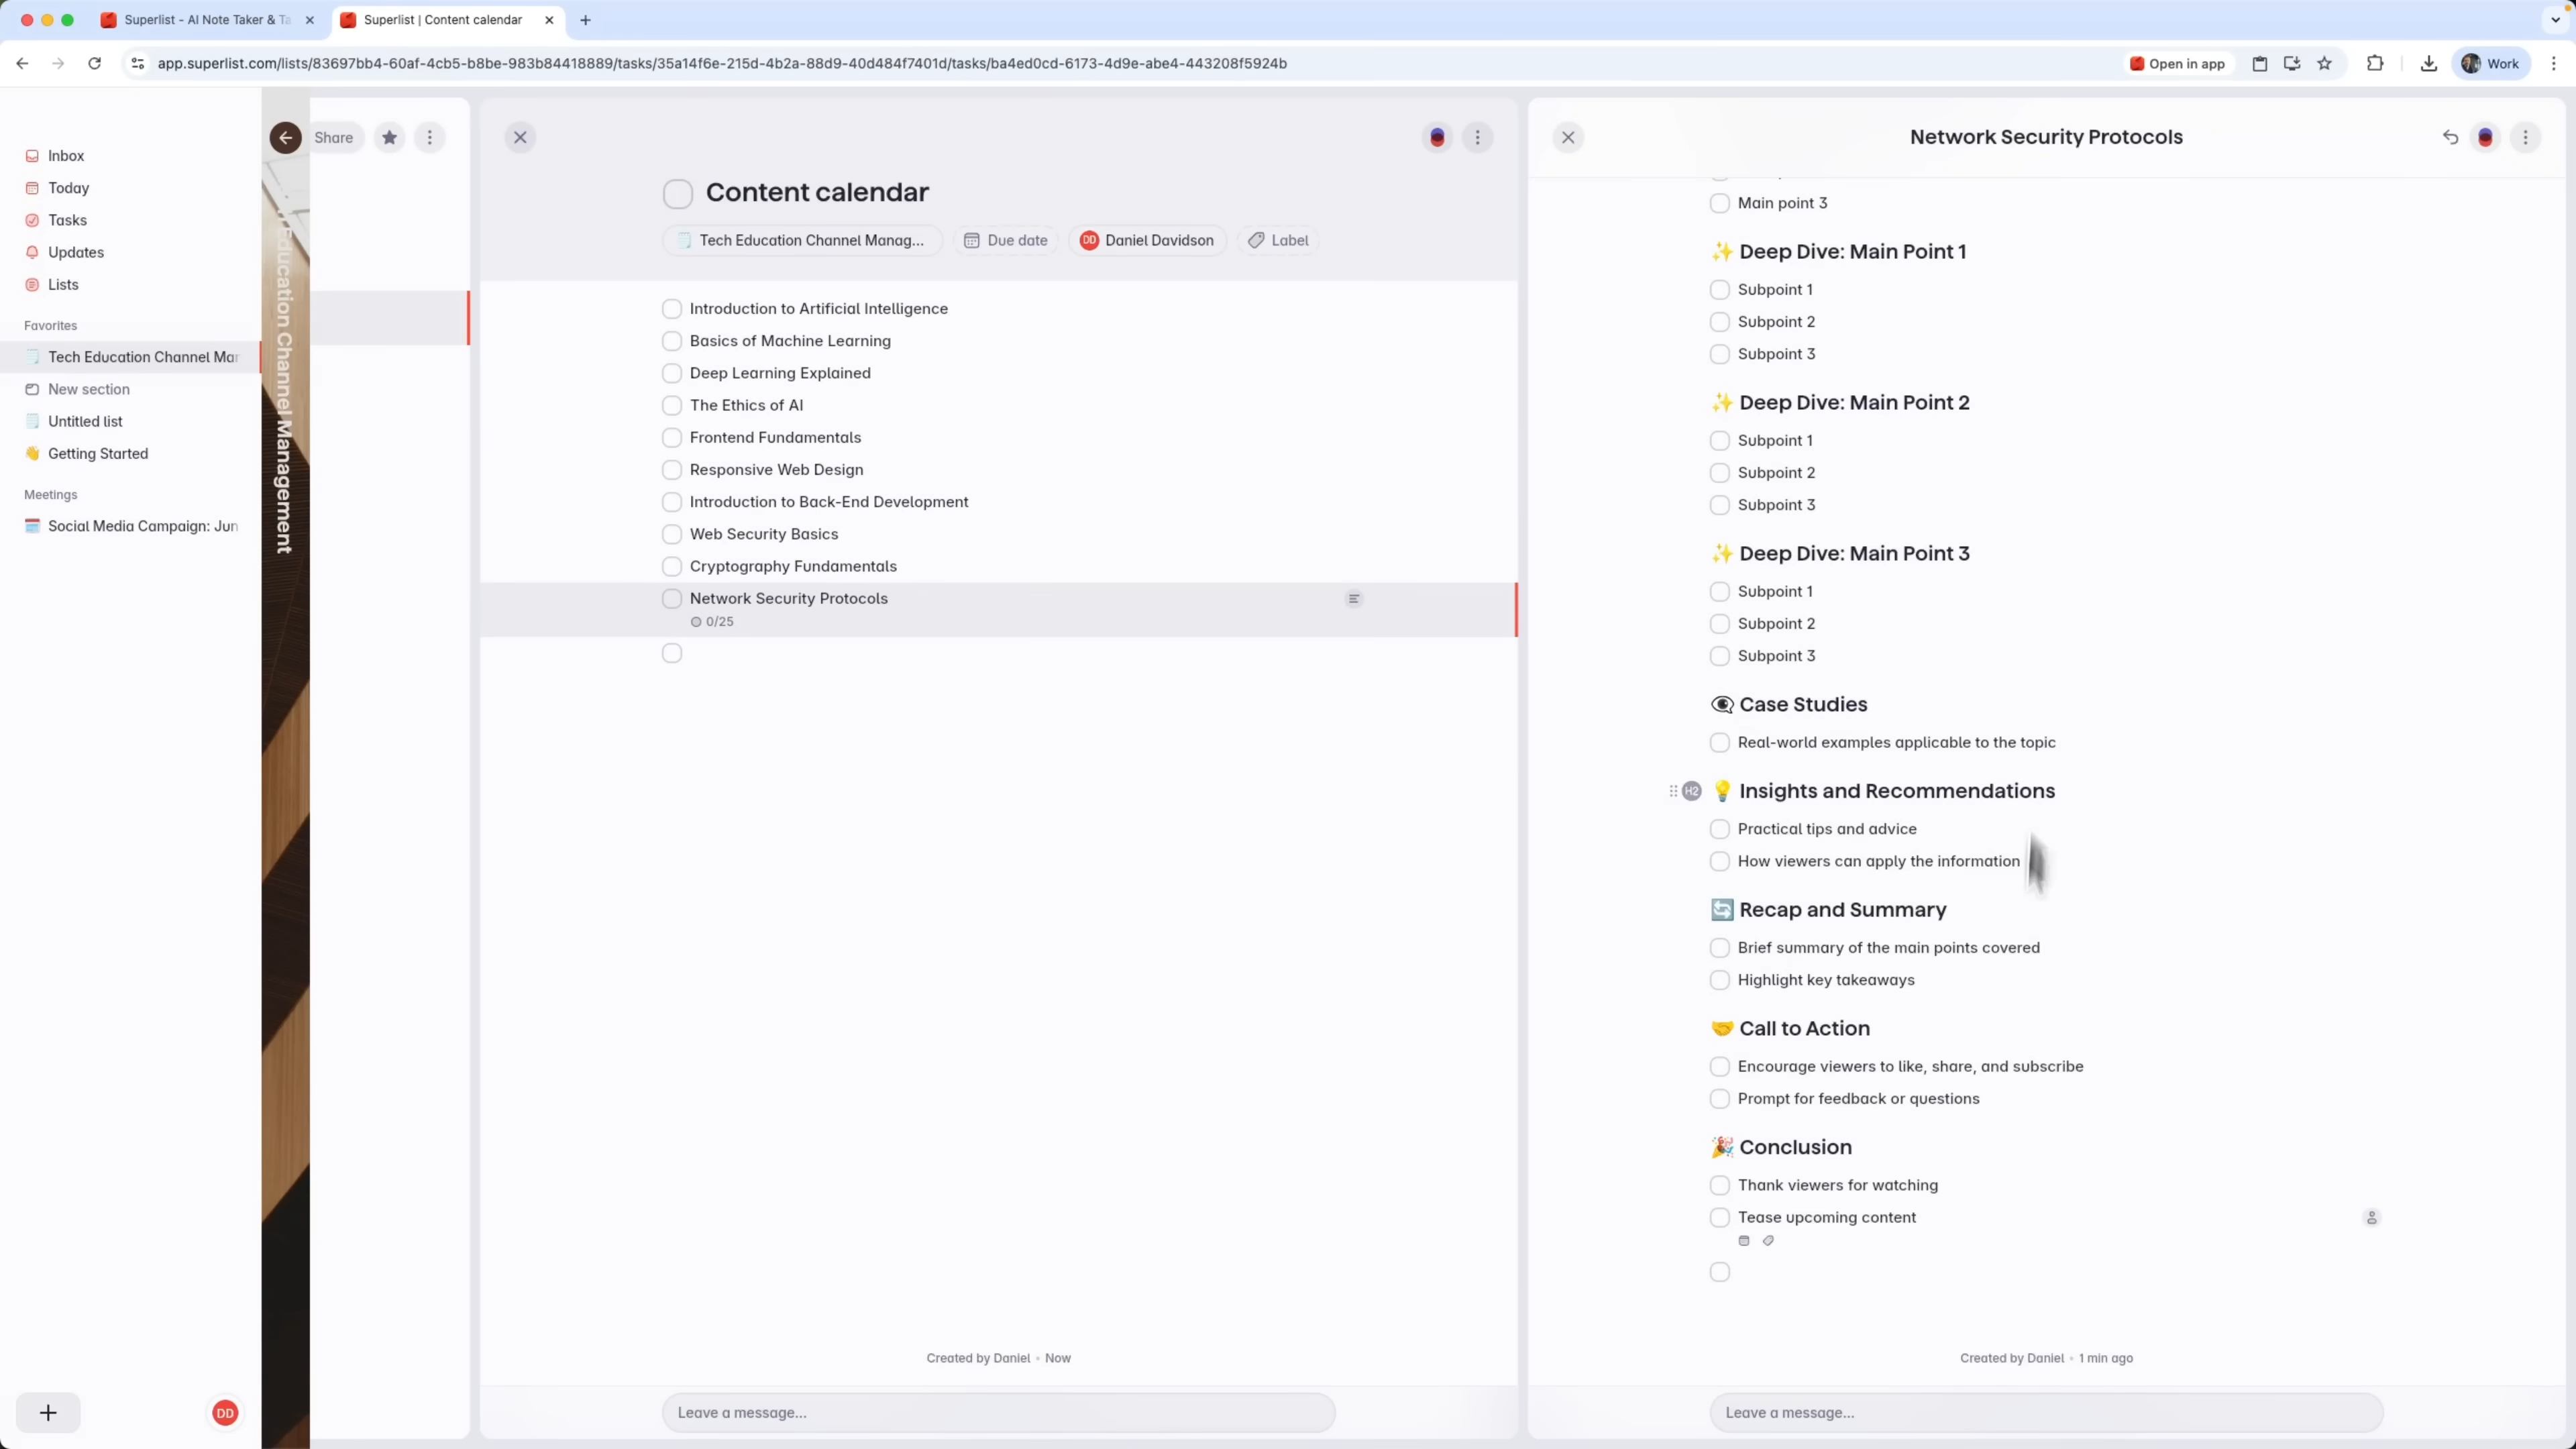 Superlist - AI Note Taker & Ta
Superlist | Content calendar
app.superlist.com/lists/83697bb4-60af-4cb5-b8be-983b84418889/tasks/35a14f6e-215d-4b2a-88d9-40d484f7401d/tasks/ba4ed0cd-6173-4d9e-abe4-443208f5924b
Open in app
Work
Inbox
Today
Tasks
Updates
Lists
Favorites
Tech Education Channel Mar
New section
Untitled list
Getting Started
Meetings
Social Media Campaign: Jun
DD
Education Channel Management
Share
Content calendar
Tech Education Channel Manag...
Due date
DD Daniel Davidson
Label
Introduction to Artificial Intelligence
Basics of Machine Learning
Deep Learning Explained
The Ethics of AI
Frontend Fundamentals
Responsive Web Design
Introduction to Back-End Development
Web Security Basics
Cryptography Fundamentals
Network Security Protocols
0/25
Created by Daniel • Now
Leave a message...
Network Security Protocols
Main point 3
✨ Deep Dive: Main Point 1
Subpoint 1
Subpoint 2
Subpoint 3
✨ Deep Dive: Main Point 2
Subpoint 1
Subpoint 2
Subpoint 3
✨ Deep Dive: Main Point 3
Subpoint 1
Subpoint 2
Subpoint 3
👁️‍🗨️ Case Studies
Real-world examples applicable to the topic
H2 💡 Insights and Recommendations
Practical tips and advice
How viewers can apply the information
🔄 Recap and Summary
Brief summary of the main points covered
Highlight key takeaways
🤝 Call to Action
Encourage viewers to like, share, and subscribe
Prompt for feedback or questions
🎉 Conclusion
Thank viewers for watching
Tease upcoming content
Created by Daniel • 1 min ago
Leave a message...